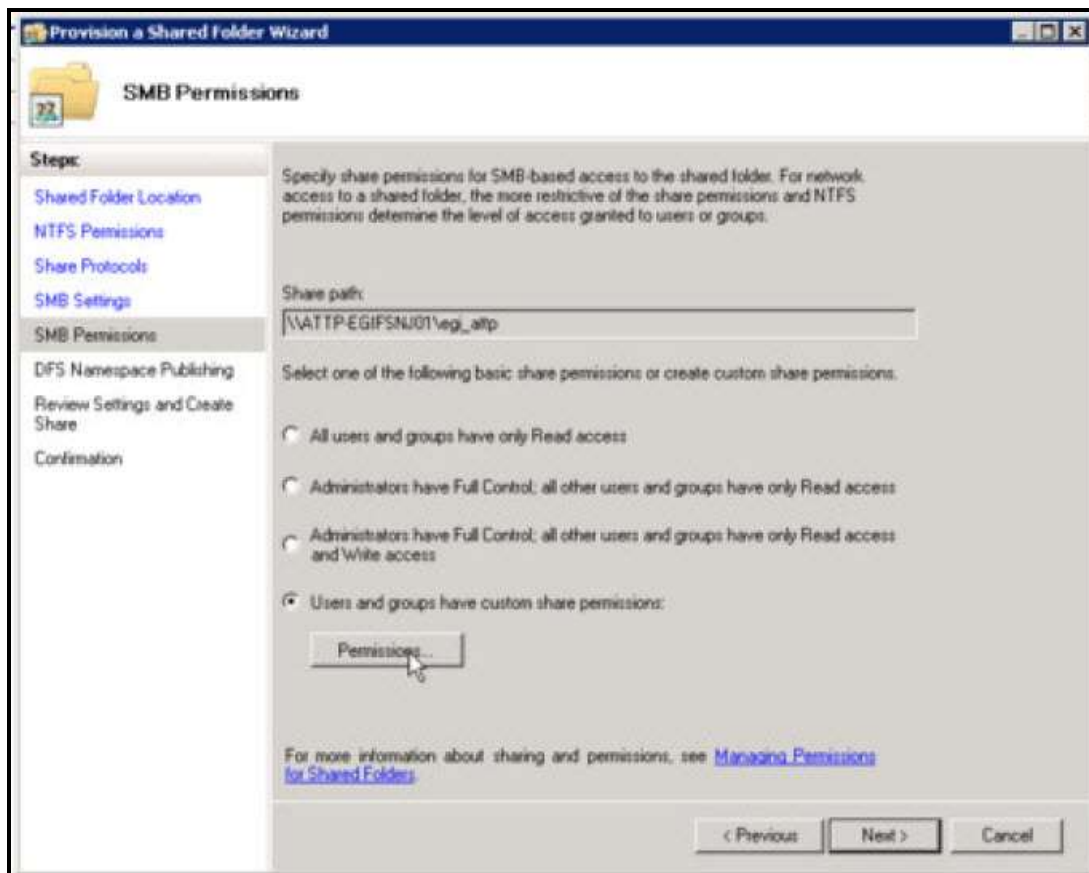 Provision a Shared Folder Wizard
SMB Permissions
Steps:
Shared Folder Location
NTFS Permissions
Share Protocols
SMB Settings
SMB Permissions
DFS Namespace Publishing
Review Settings and Create
Share
Confirmation
Specify share permissions for SMB-based access to the shared folder. For network
access to a shared folder, the more restrictive of the share permissions and NTFS
permissions determine the level of access granted to users or groups.
Share path:
\\ATTP-EGIFSNJ01\egi_attp
Select one of the following basic share permissions or create custom share permissions.
All users and groups have only Read access
Administrators have Full Control; all other users and groups have only Read access
Administrators have Full Control; all other users and groups have only Read access
and Write access
Users and groups have custom share permissions:
Permissions...
For more information about sharing and permissions, see Managing Permissions
for Shared Folders.
< Previous
Next >
Cancel